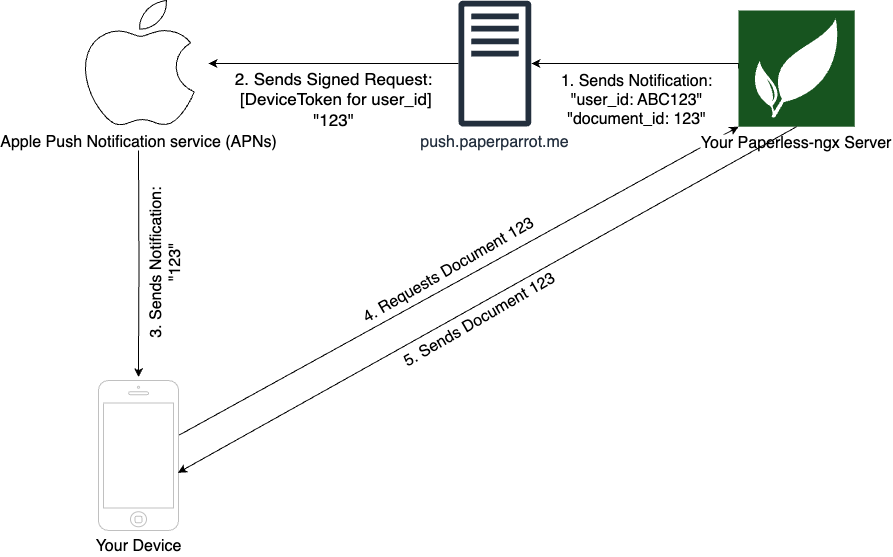 2. Sends Signed Request:
[DeviceToken for user_id]
"123"
1. Sends Notification:
"user_id: ABC123"
"document_id: 123"
Apple Push Notification service (APNs)
push.paperparrot.me
Your Paperless-ngx Server
3. Sends Notification:
"123"
4. Requests Document 123
5. Sends Document 123
Your Device